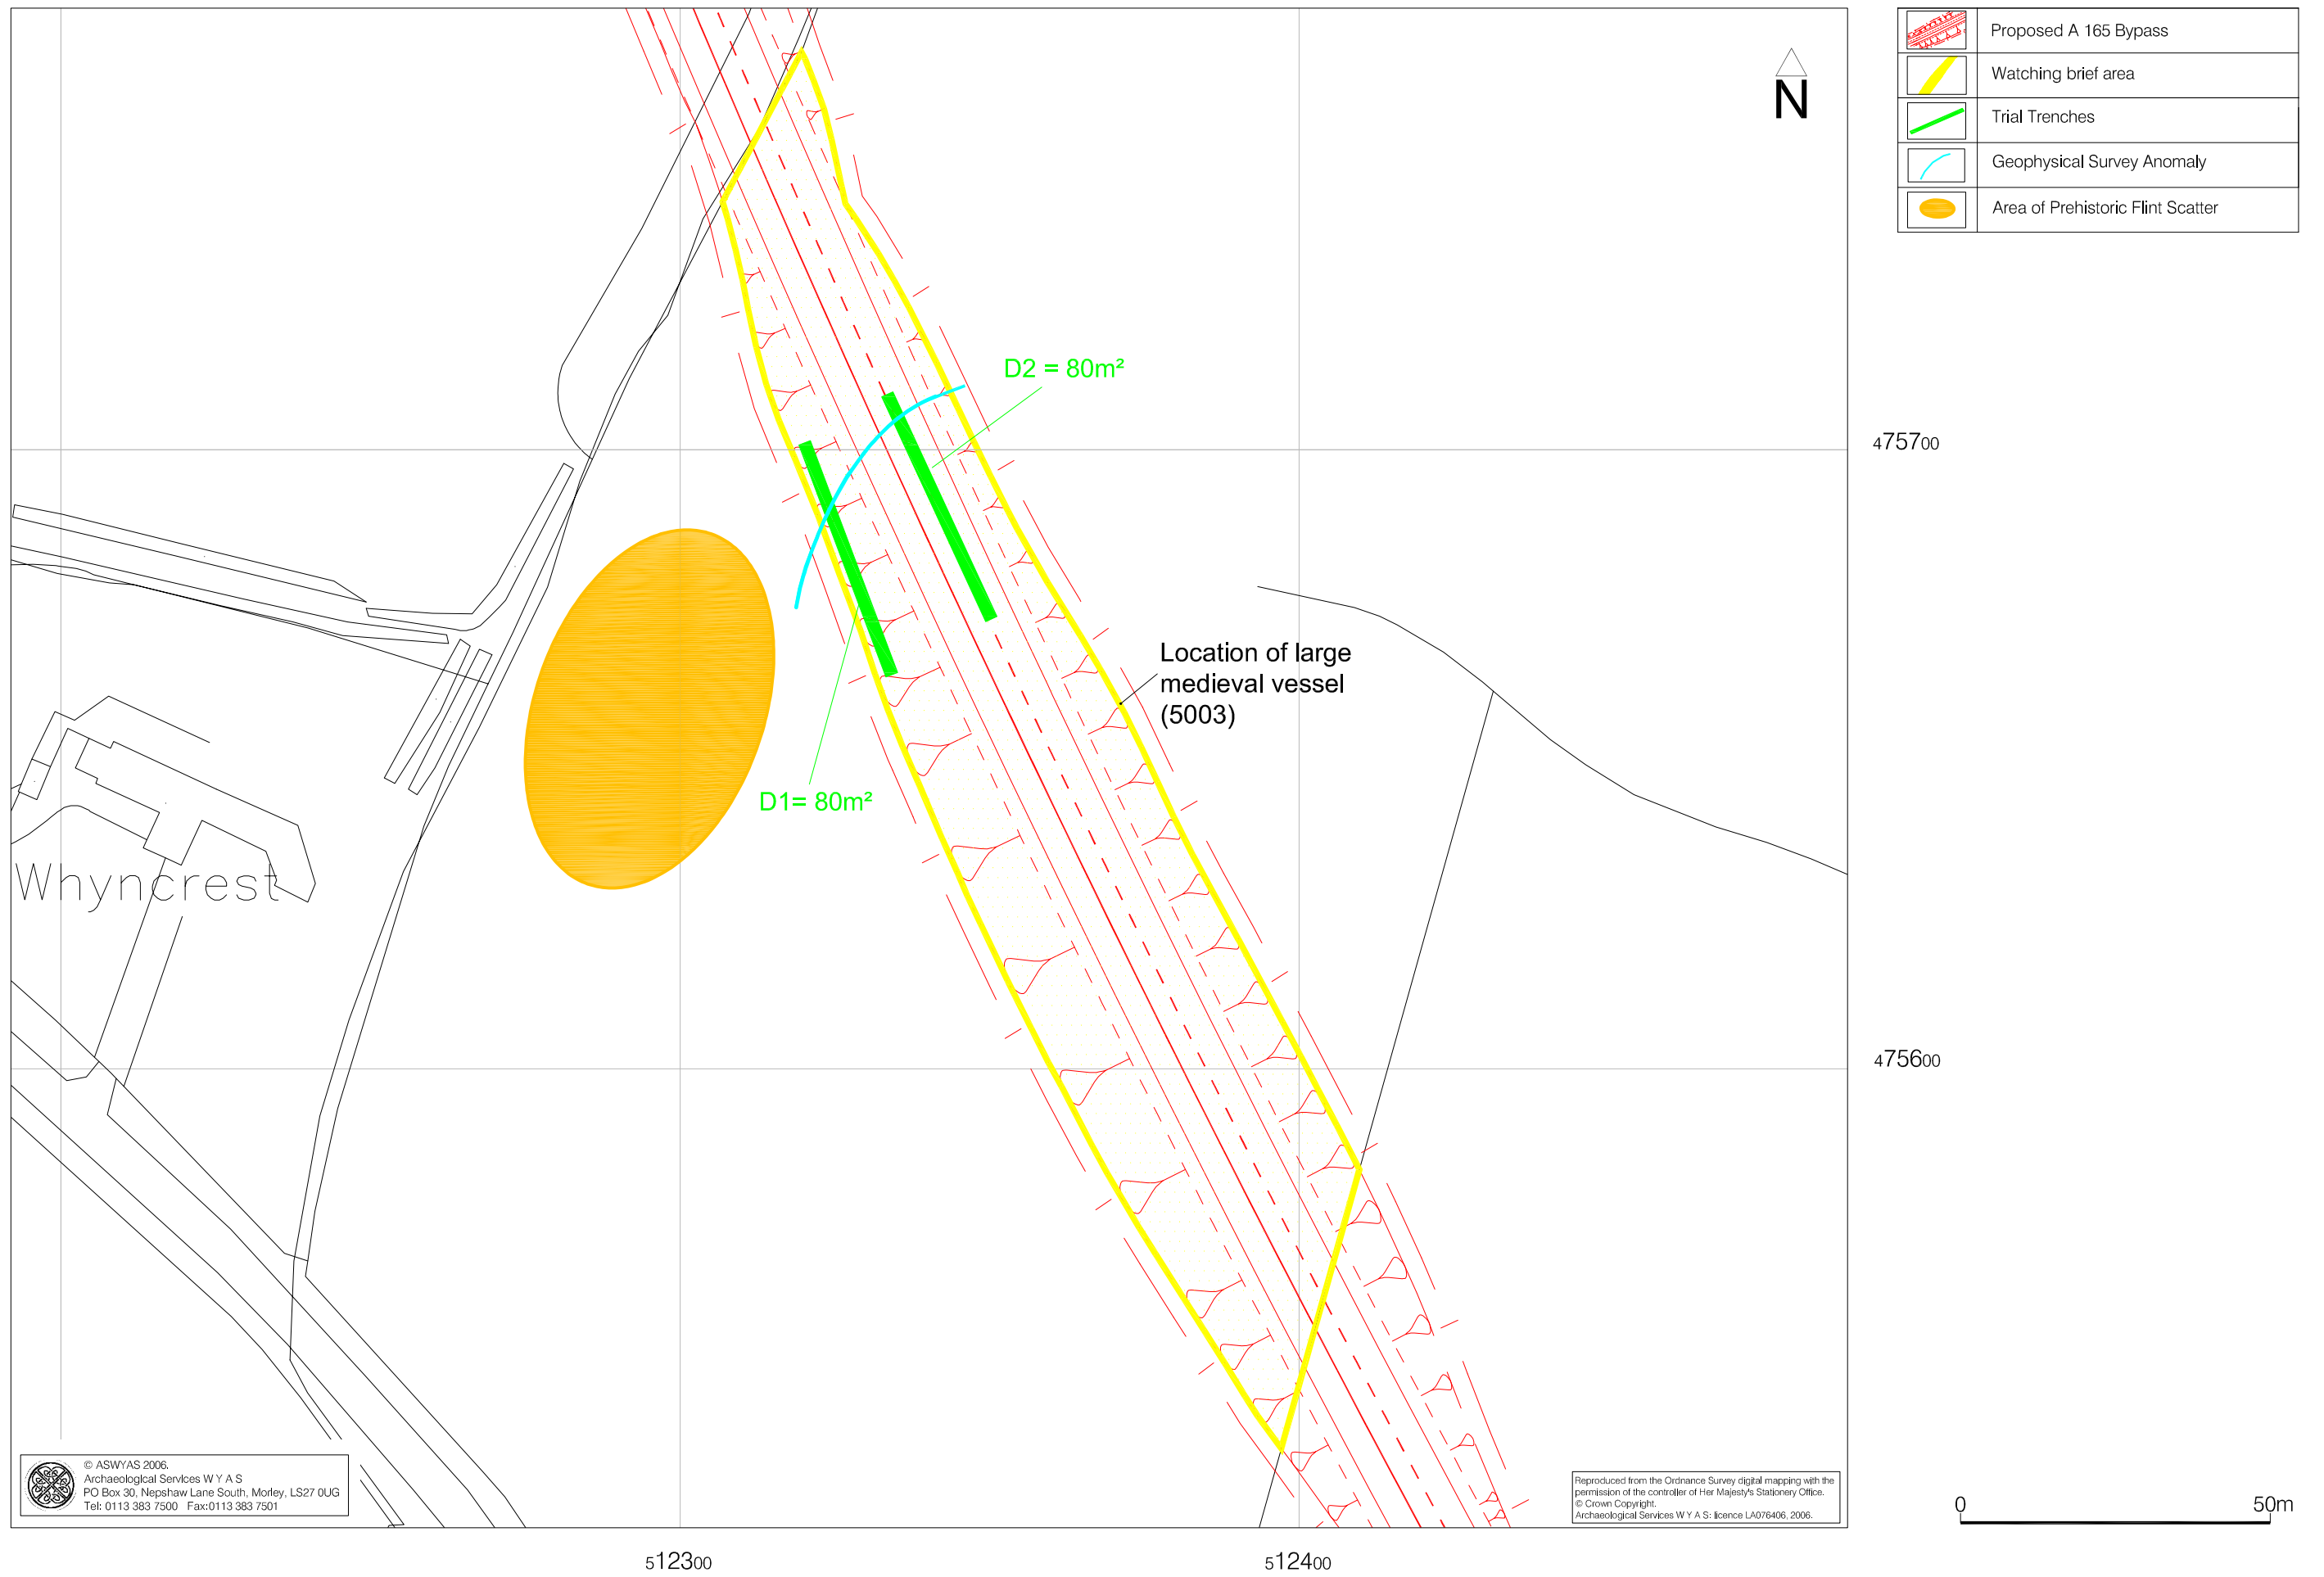 Proposed A 165 Bypass
Watching brief area
Trial Trenches
Geophysical Survey Anomaly
Area of Prehistoric Flint Scatter
N
D2 = 80m²
475700
Location of large
medieval vessel
(5003)
D1= 80m²
Whyncrest
475600
© ASWYAS 2006.
Archaeological Services W Y A S
PO Box 30, Nepshaw Lane South, Morley, LS27 0UG
Tel: 0113 383 7500 Fax:0113 383 7501
Reproduced from the Ordnance Survey digital mapping with the
permission of the controller of Her Majesty's Stationery Office.
© Crown Copyright.
Archaeological Services W Y A S: licence LA076406, 2006.
0 50m
512300 512400